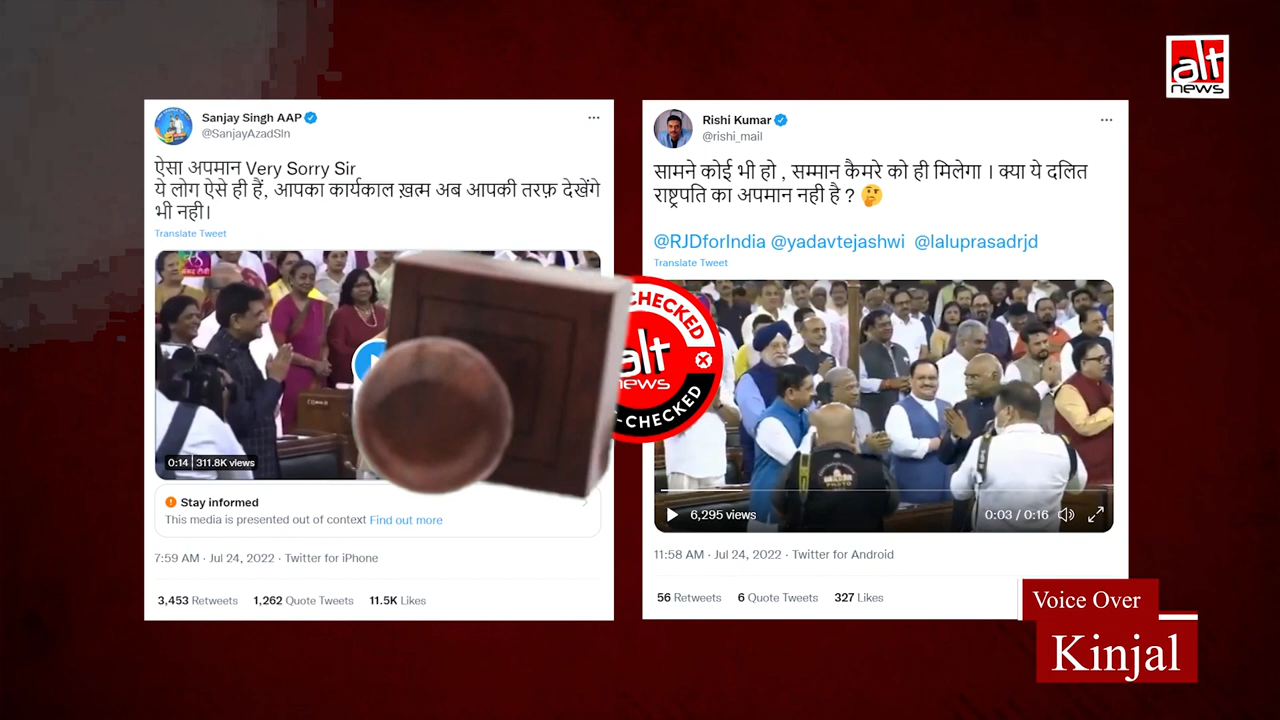 alt
news
Sanjay Singh AAP
@SanjayAzadSln
ऐसा अपमान Very Sorry Sir
ये लोग ऐसे ही हैं, आपका कार्यकाल ख़त्म अब आपकी तरफ़ देखेंगे
भी नही।
Translate Tweet
0:14 311.8K views
Stay informed
This media is presented out of context Find out more
7:59 AM · Jul 24, 2022 · Twitter for iPhone
3,453 Retweets 1,262 Quote Tweets 11.5K Likes
Rishi Kumar
@rishi_mail
सामने कोई भी हो , सम्मान कैमरे को ही मिलेगा । क्या ये दलित
राष्ट्रपति का अपमान नही है ?
@RJDforIndia @yadavtejashwi @laluprasadrjd
Translate Tweet
6,295 views 0:03 / 0:16
11:58 AM · Jul 24, 2022 · Twitter for Android
56 Retweets 6 Quote Tweets 327 Likes
CHECKED
alt
news
-CHECKED
Voice Over
Kinjal